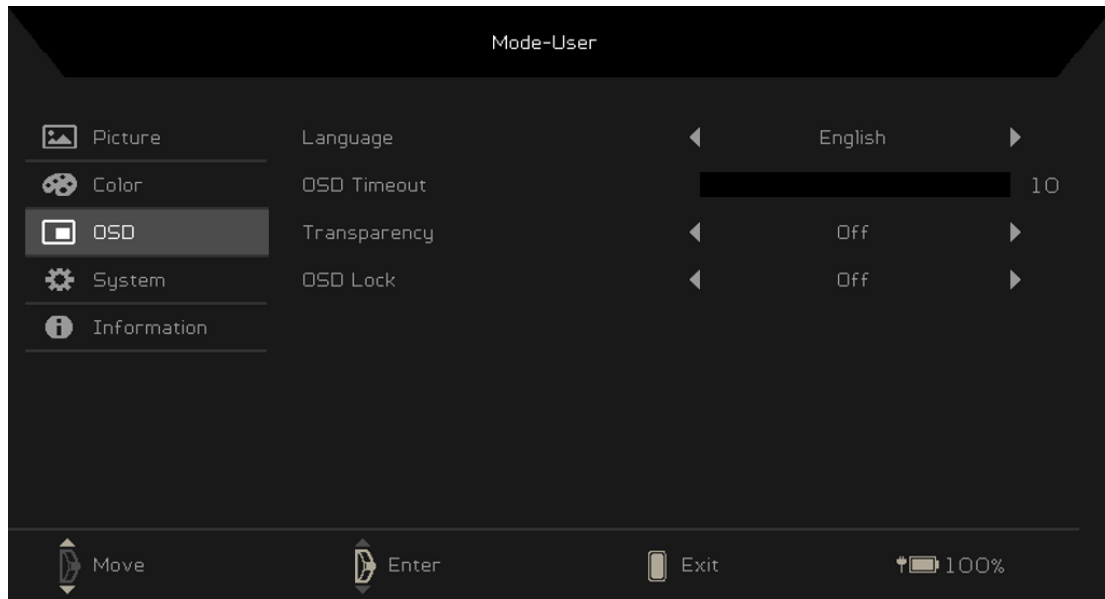 Mode-User
Picture
Language
English
Color
OSD Timeout
10
OSD
Transparency
Off
System
OSD Lock
Off
Information
Move
Enter
Exit
100%